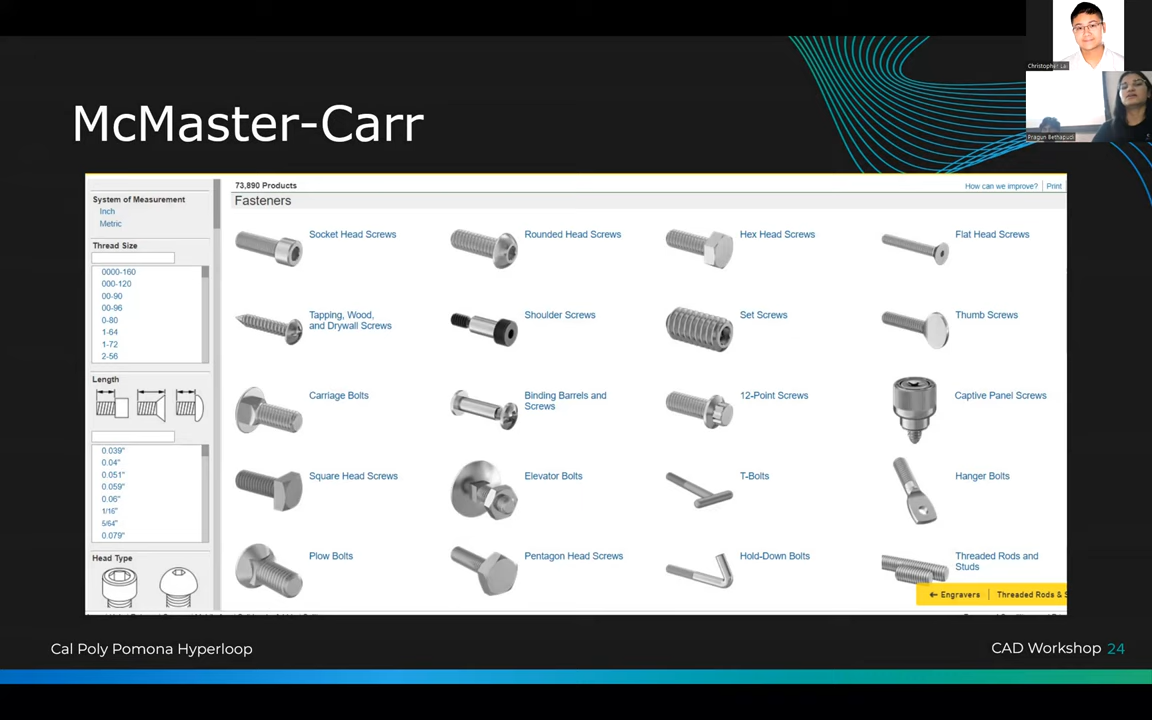 Christopher La
Pragun Bethapudi
McMaster-Carr
73,890 Products
How can we improve?
Print
System of Measurement
Inch
Metric
Thread Size
0000-160
000-120
00-90
00-96
0-80
1-64
1-72
2-56
Length
0.039"
0.04"
0.051"
0.059"
0.06"
1/16"
5/64"
0.079"
Head Type
Fasteners
Socket Head Screws
Rounded Head Screws
Hex Head Screws
Flat Head Screws
Tapping, Wood,
and Drywall Screws
Shoulder Screws
Set Screws
Thumb Screws
Carriage Bolts
Binding Barrels and
Screws
12-Point Screws
Captive Panel Screws
Square Head Screws
Elevator Bolts
T-Bolts
Hanger Bolts
Plow Bolts
Pentagon Head Screws
Hold-Down Bolts
Threaded Rods and
Studs
Engravers
Threaded Rods & S
Cal Poly Pomona Hyperloop
CAD Workshop 24